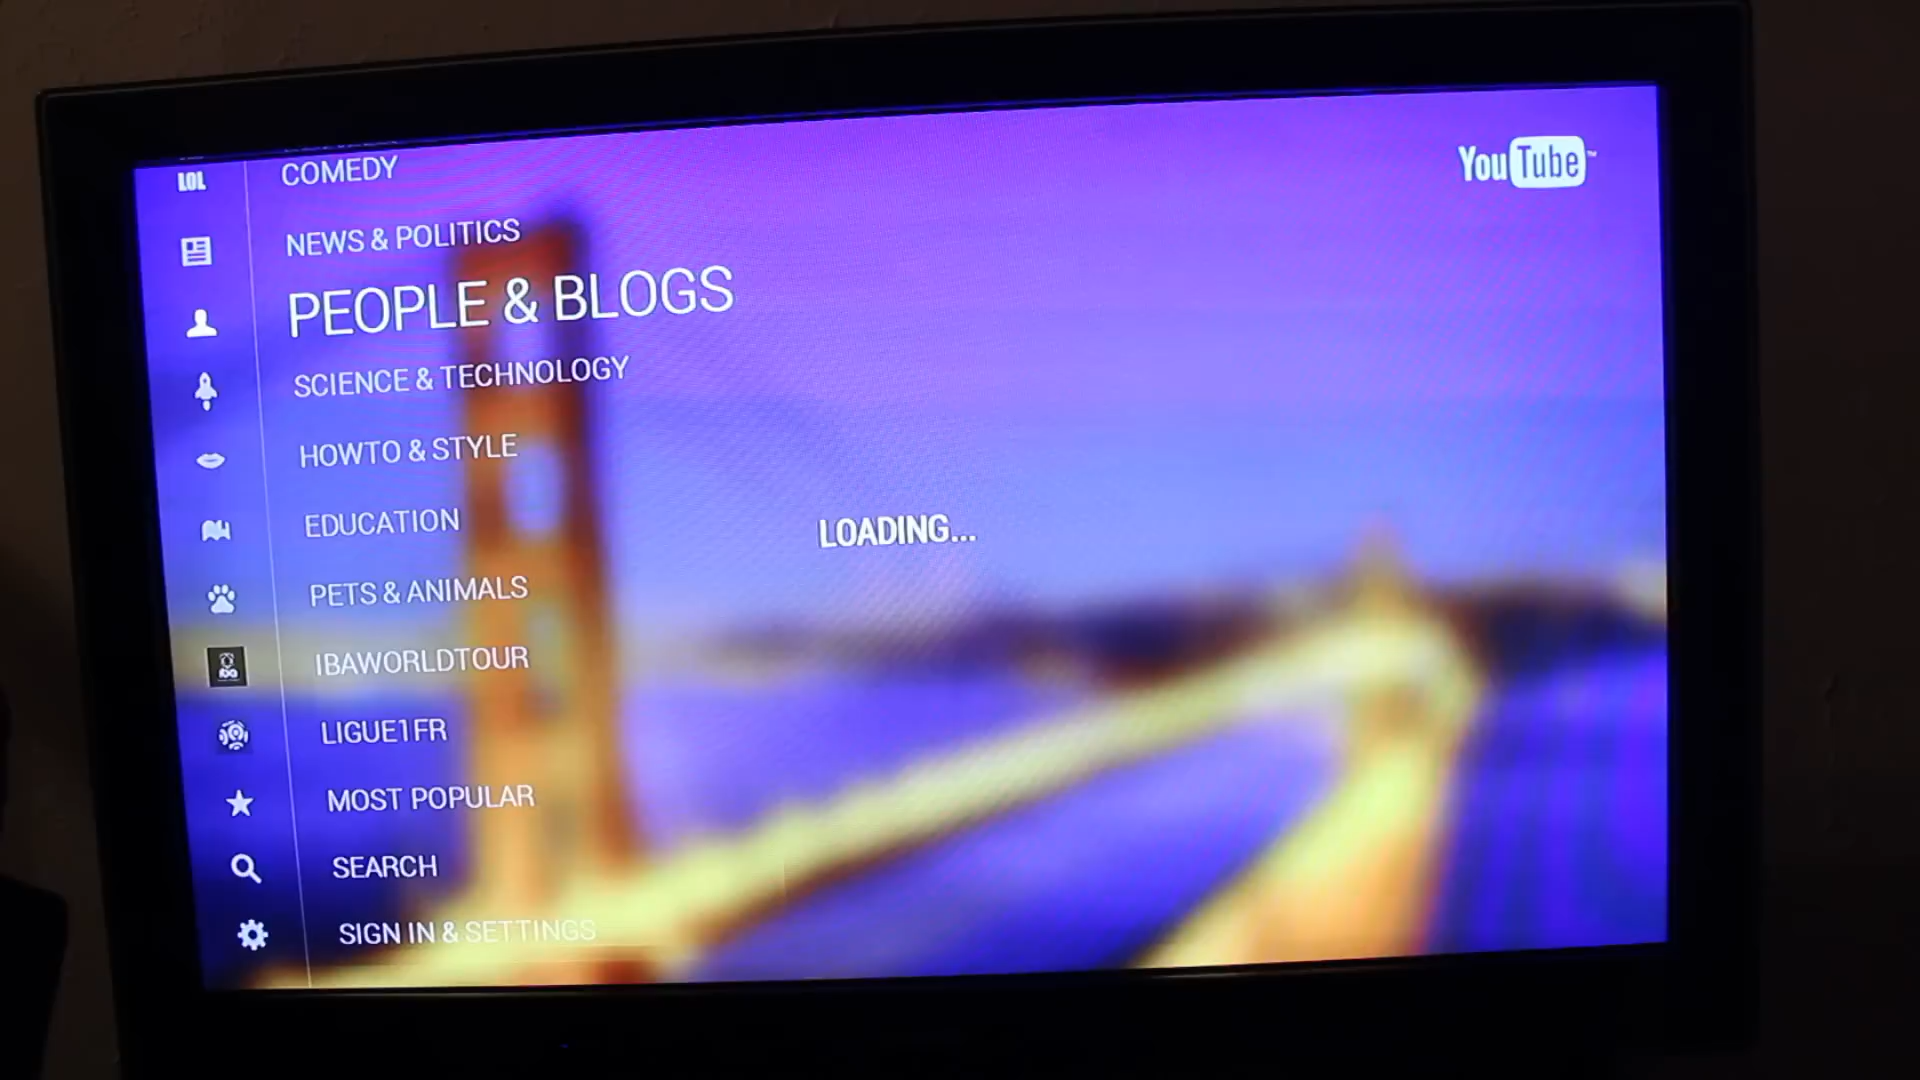 YouTube™
LOL COMEDY
NEWS & POLITICS
PEOPLE & BLOGS
SCIENCE & TECHNOLOGY
HOWTO & STYLE
EDUCATION
LOADING...
PETS & ANIMALS
IBAWORLDTOUR
LIGUE1FR
MOST POPULAR
SEARCH
SIGN IN & SETTINGS